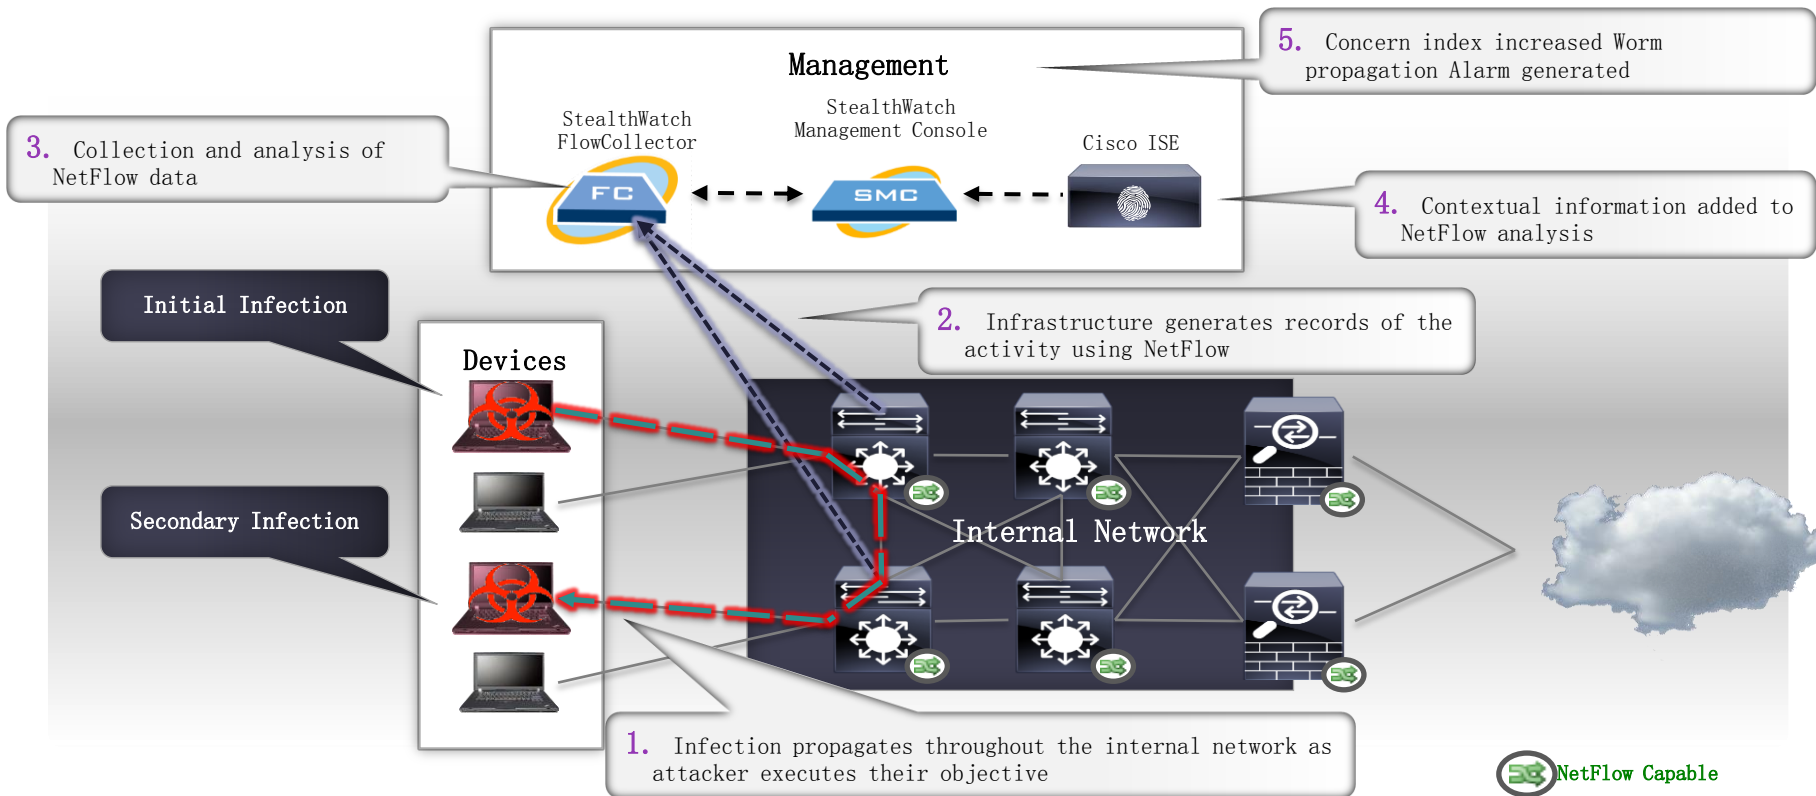 5. Concern index increased Worm
propagation Alarm generated
Management
StealthWatch
FlowCollector
StealthWatch
Management Console
Cisco ISE
FC
SMC
3. Collection and analysis of
NetFlow data
4. Contextual information added to
NetFlow analysis
Initial Infection
2. Infrastructure generates records of the
activity using NetFlow
Devices
Secondary Infection
Internal Network
1. Infection propagates throughout the internal network as
attacker executes their objective
NetFlow Capable